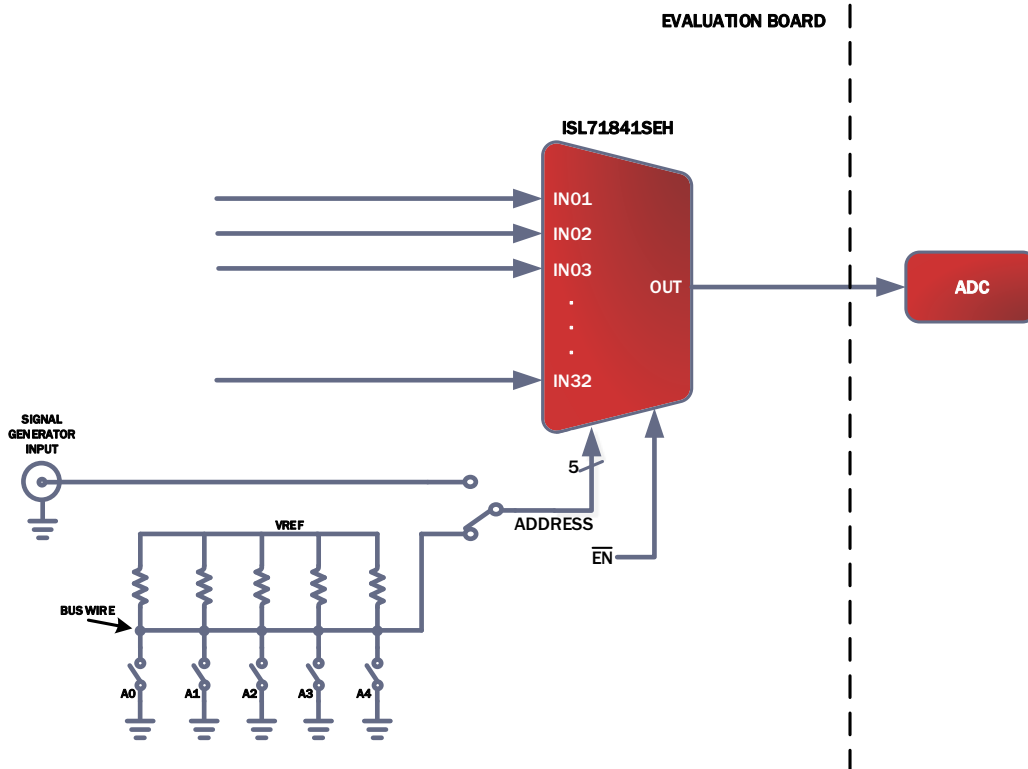 EVALUATION BOARD
ISL71841SEH
IN01
IN02
IN03
.
.
.
IN32
OUT
ADC
SIGNAL
GENERATOR
INPUT
5
ADDRESS
EN
VREF
BUS WIRE
A0
A1
A2
A3
A4